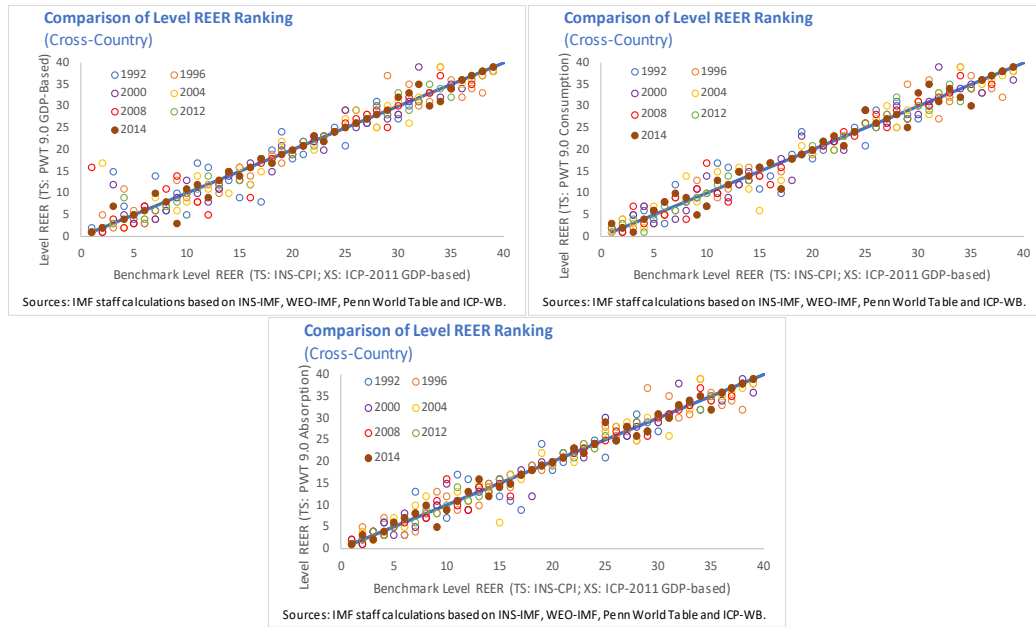 Comparison of Level REER Ranking
(Cross-Country)
Level REER (TS: PWT 9.0 GDP-Based)
40
35
30
25
20
15
10
5
0
1992
1996
2000
2004
2008
2012
2014
0 5 10 15 20 25 30 35 40
Benchmark Level REER (TS: INS-CPI; XS: ICP-2011 GDP-based)
Sources: IMF staff calculations based on INS-IMF, WEO-IMF, Penn World Table and ICP-WB.
Comparison of Level REER Ranking
(Cross-Country)
Level REER (TS: PWT 9.0 Consumption)
40
35
30
25
20
15
10
5
0
1992
1996
2000
2004
2008
2012
2014
0 5 10 15 20 25 30 35 40
Benchmark Level REER (TS: INS-CPI; XS: ICP-2011 GDP-based)
Sources: IMF staff calculations based on INS-IMF, WEO-IMF, Penn World Table and ICP-WB.
Comparison of Level REER Ranking
(Cross-Country)
Level REER (TS: PWT 9.0 Absorption)
40
35
30
25
20
15
10
5
0
1992
1996
2000
2004
2008
2012
2014
0 5 10 15 20 25 30 35 40
Benchmark Level REER (TS: INS-CPI; XS: ICP-2011 GDP-based)
Sources: IMF staff calculations based on INS-IMF, WEO-IMF, Penn World Table and ICP-WB.